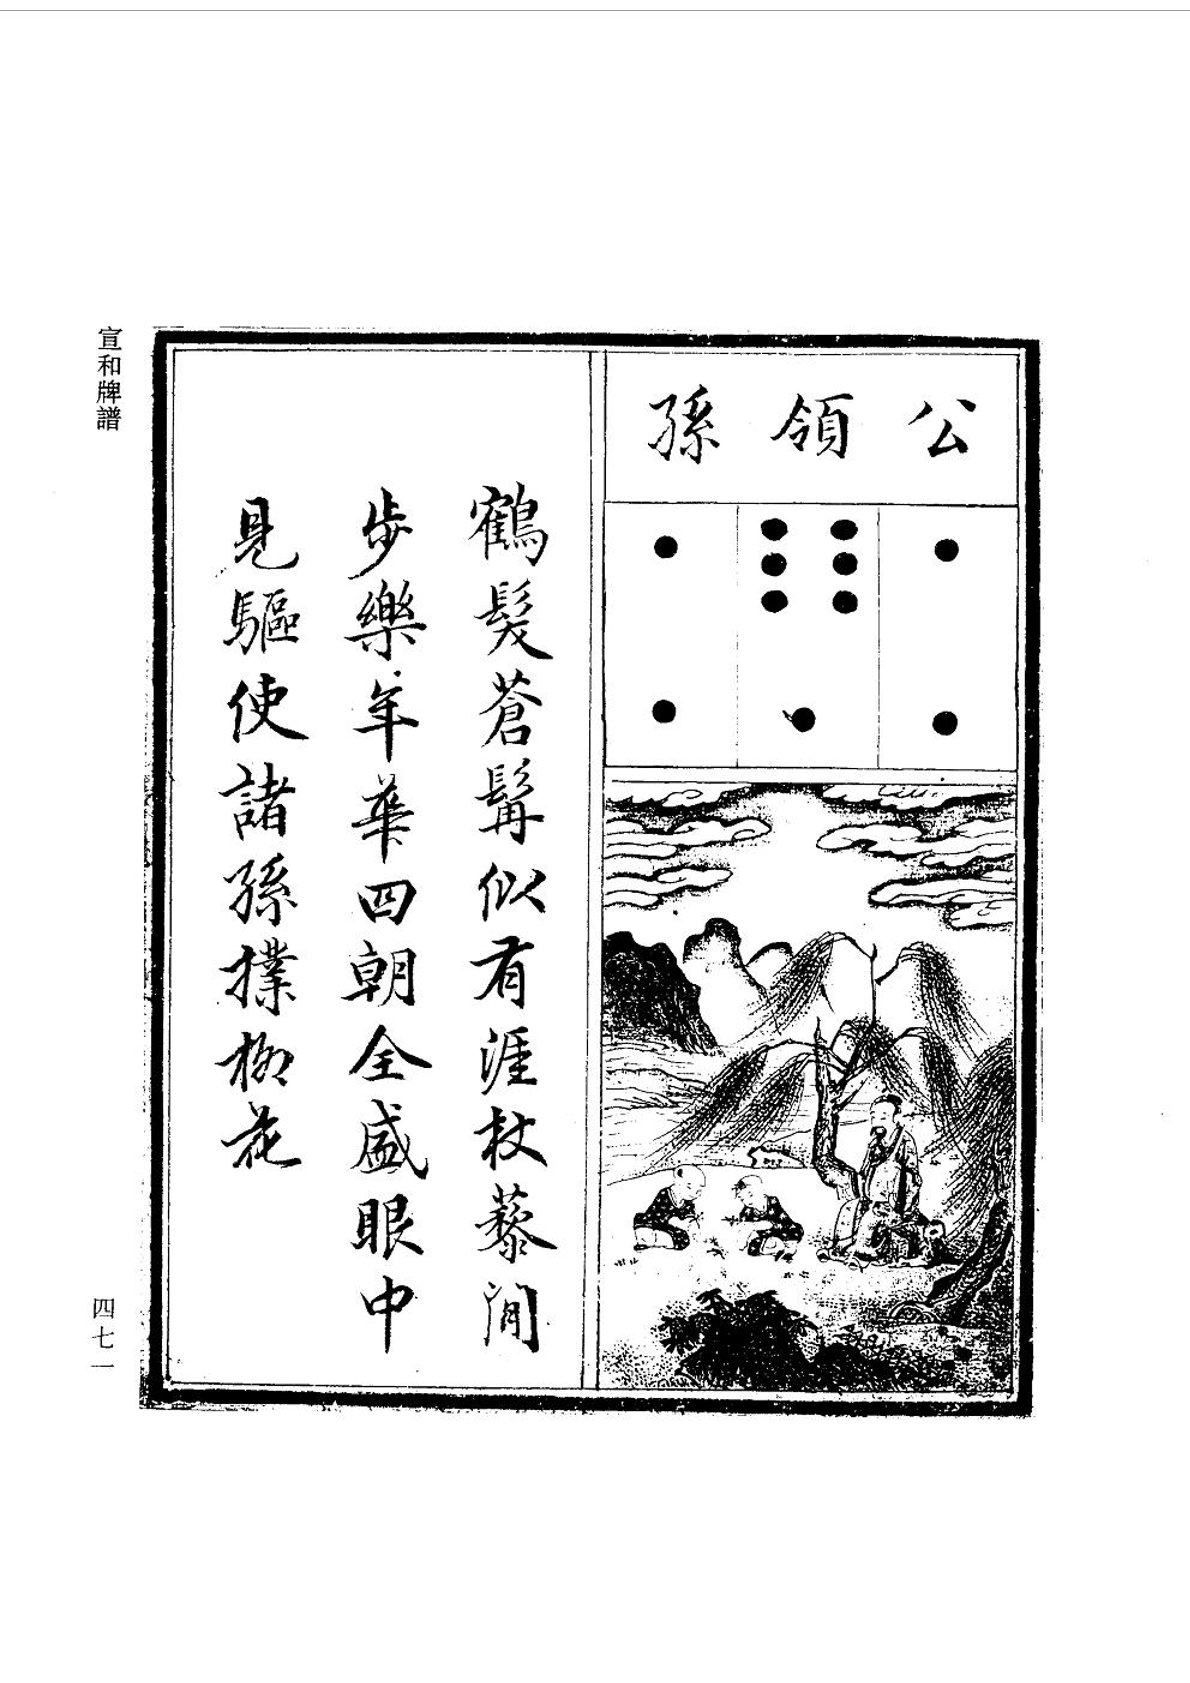 公領孫
鶴髮蒼髯似有涯杖藜閒
步樂年華四朝全盛眼中
見驅使諸孫撲柳花
宣和牌譜
四七一